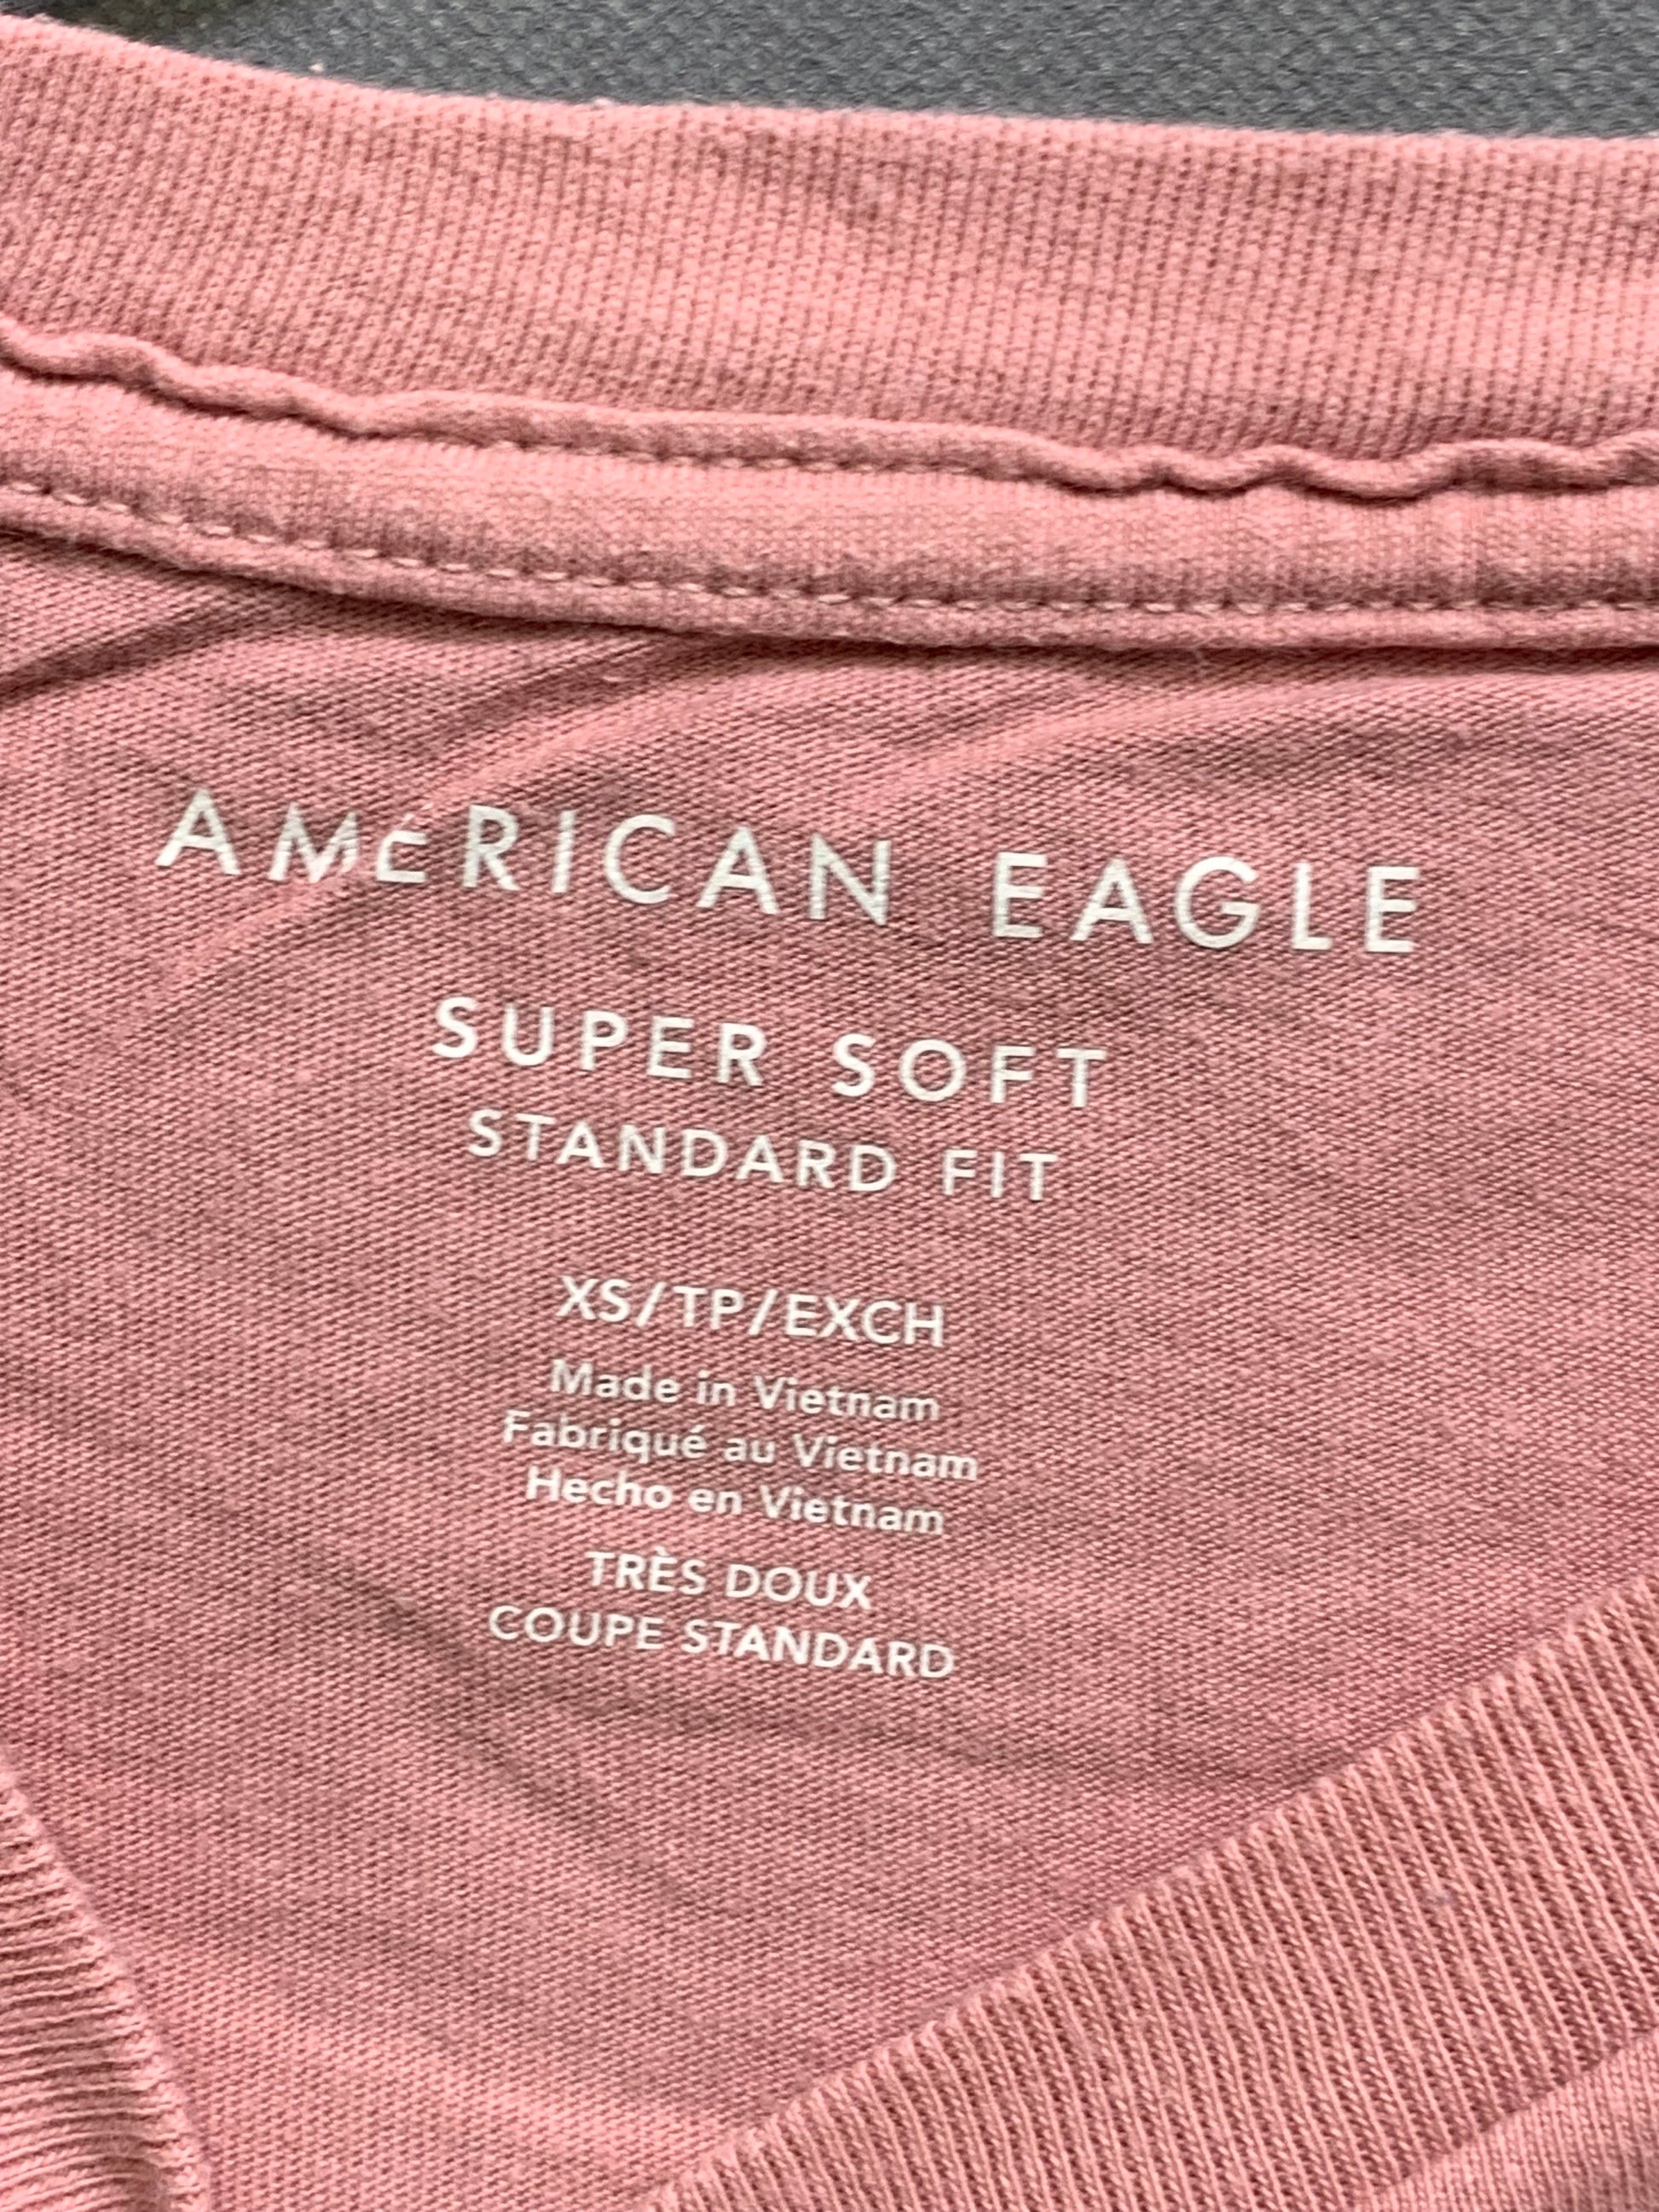 AMERICAN EAGLE
SUPER SOFT
STANDARD FIT
XS/TP/EXCH
Made in Vietnam
Fabriqué au Vietnam
Hecho en Vietnam
TRÈS DOUX
COUPE STANDARD